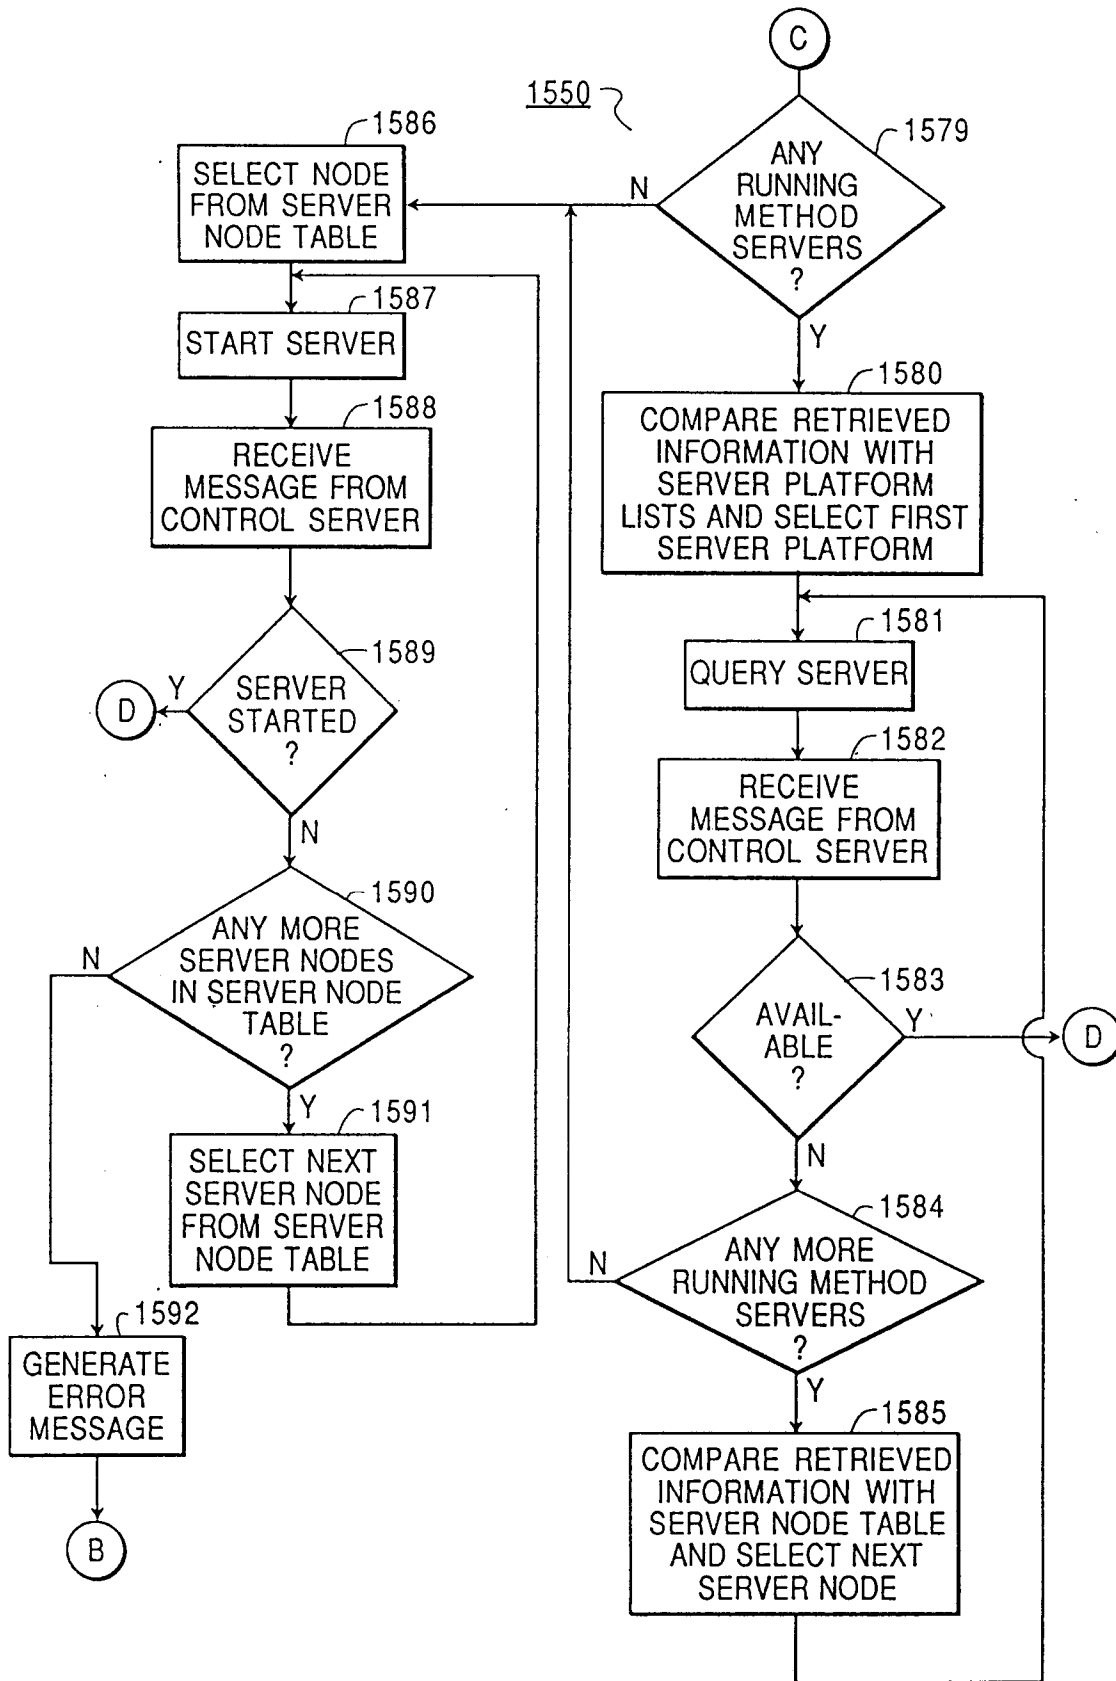 C
1550
1579
ANY
RUNNING
METHOD
SERVERS
?
N
Y
1586
SELECT NODE
FROM SERVER
NODE TABLE
1587
START SERVER
1588
RECEIVE
MESSAGE FROM
CONTROL SERVER
1589
SERVER
STARTED
?
Y
D
N
1590
ANY MORE
SERVER NODES
IN SERVER NODE
TABLE
?
N
Y
1591
SELECT NEXT
SERVER NODE
FROM SERVER
NODE TABLE
1592
GENERATE
ERROR
MESSAGE
B
1580
COMPARE RETRIEVED
INFORMATION WITH
SERVER PLATFORM
LISTS AND SELECT FIRST
SERVER PLATFORM
1581
QUERY SERVER
1582
RECEIVE
MESSAGE FROM
CONTROL SERVER
1583
AVAIL-
ABLE
?
Y
D
N
1584
ANY MORE
RUNNING METHOD
SERVERS
?
N
Y
1585
COMPARE RETRIEVED
INFORMATION WITH
SERVER NODE TABLE
AND SELECT NEXT
SERVER NODE